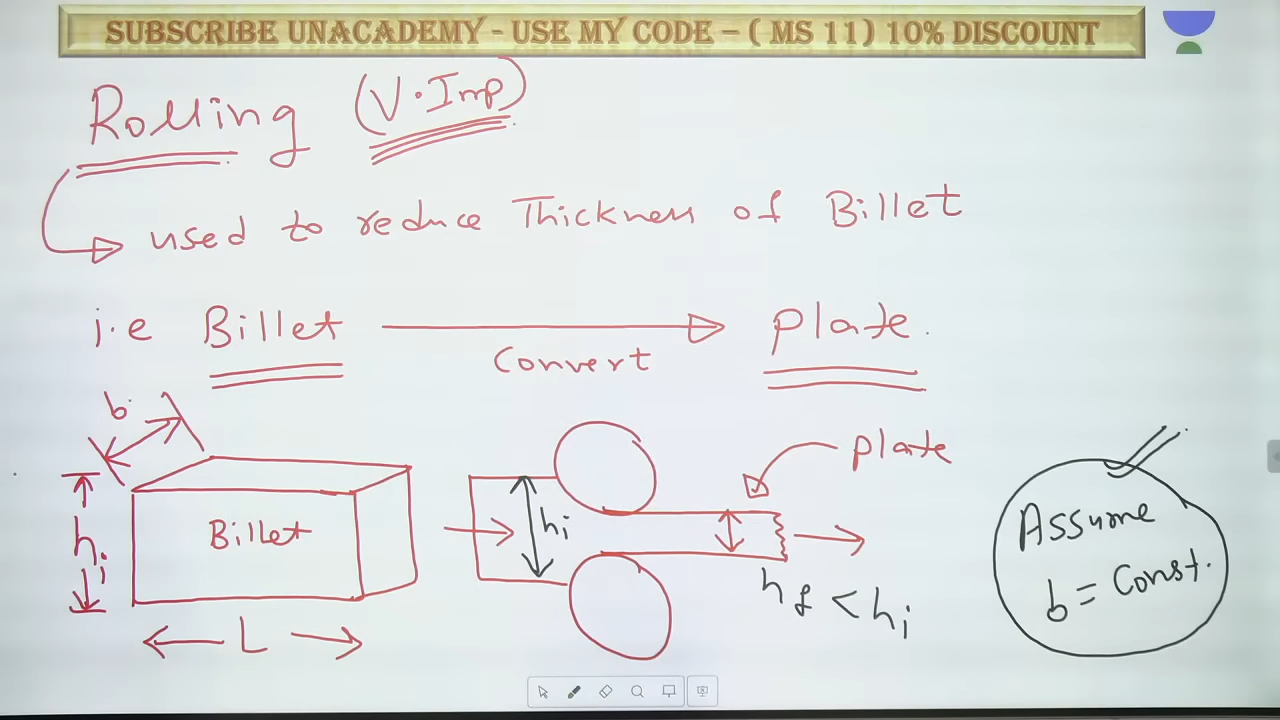 SUBSCRIBE UNACADEMY - USE MY CODE – ( MS 11) 10% DISCOUNT
Rolling (V.Imp)
used to reduce Thickness of Billet
i.e Billet Convert Plate.
b
hi
Billet
L
hi
Plate
hf < hi
Assume
b = Const.